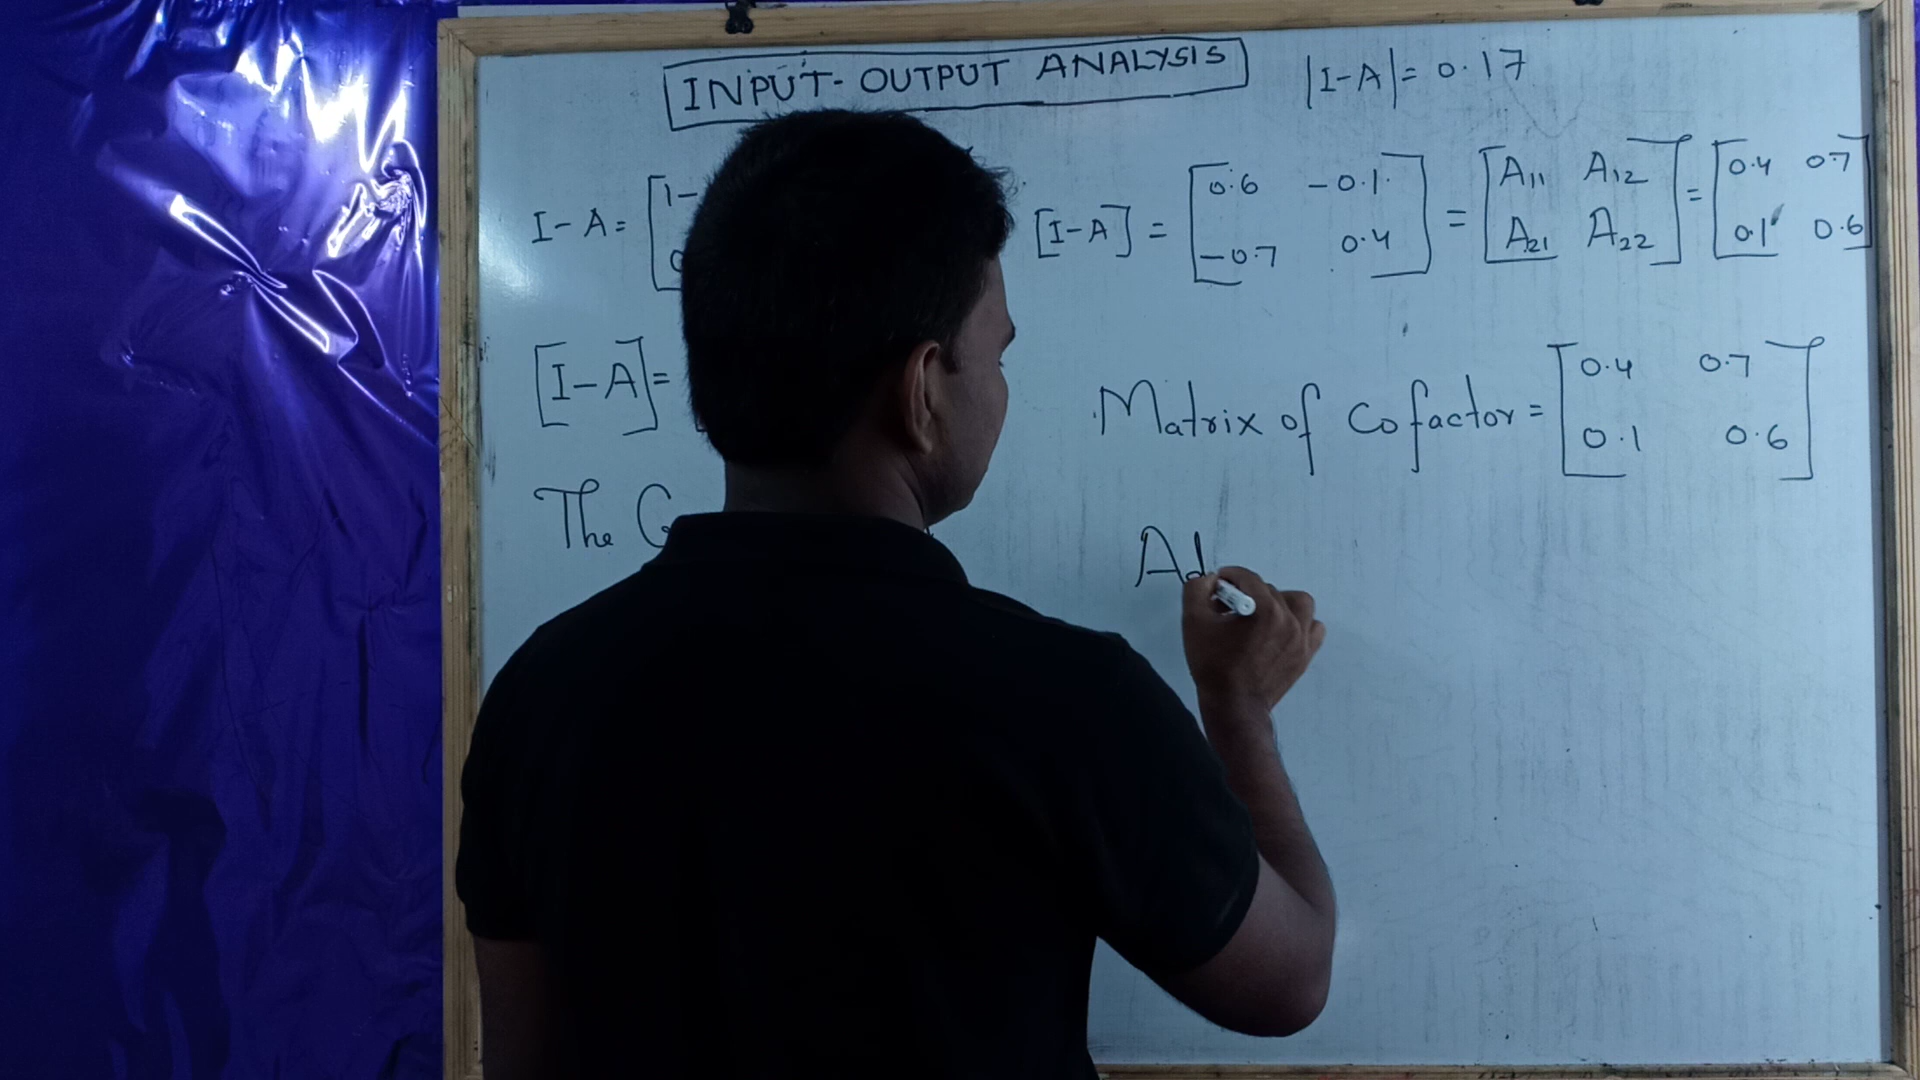 INPUT-OUTPUT ANALYSIS
|I-A| = 0.17
I-A = [1-
[I-A] = [0.6 -0.1
-0.7 0.4] = [A11 A12
A21 A22] = [0.4 0.7
0.1 0.6]
[I-A] =
Matrix of Cofactor = [0.4 0.7
0.1 0.6]
The
Ad